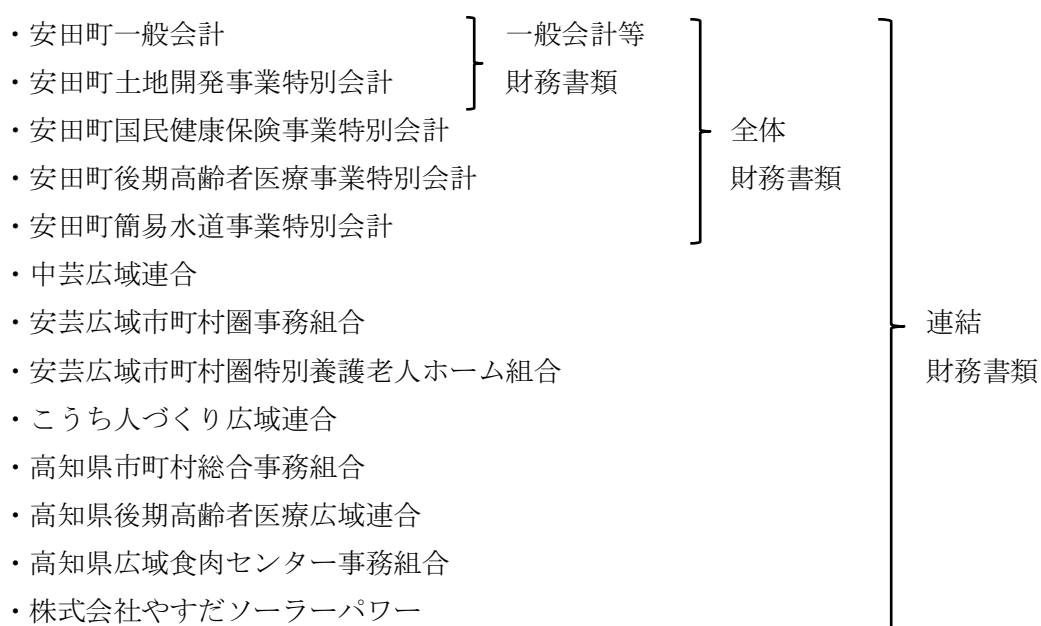 ・安田町一般会計 一般会計等
・安田町土地開発事業特別会計 財務書類
・安田町国民健康保険事業特別会計 全体
・安田町後期高齢者医療事業特別会計 財務書類
・安田町簡易水道事業特別会計
・中芸広域連合
・安芸広域市町村圏事務組合 連結
・安芸広域市町村圏特別養護老人ホーム組合 財務書類
・こうち人づくり広域連合
・高知県市町村総合事務組合
・高知県後期高齢者医療広域連合
・高知県広域食肉センター事務組合
・株式会社やすだソーラーパワー